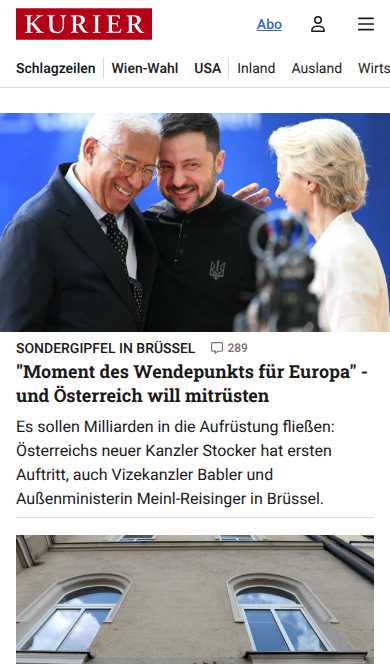 KURIER
Abo
Schlagzeilen Wien-Wahl USA Inland Ausland Wirts
SONDERGIPFEL IN BRÜSSEL 289
"Moment des Wendepunkts für Europa" -
und Österreich will mitrüsten
Es sollen Milliarden in die Aufrüstung fließen:
Österreichs neuer Kanzler Stocker hat ersten
Auftritt, auch Vizekanzler Babler und
Außenministerin Meinl-Reisinger in Brüssel.